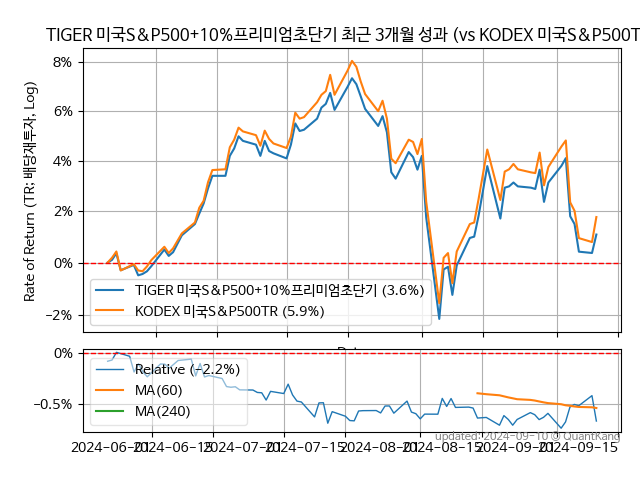 TIGER 미국S&P500+10%프리미엄초단기 최근 3개월 성과 (vs KODEX 미국S&P500T
Rate of Return (TR: 배당재투자, Log)
8%
6%
4%
2%
0%
−2%
TIGER 미국S&P500+10%프리미엄초단기 (3.6%)
KODEX 미국S&P500TR (5.9%)
0%
−0.5%
Relative (−2.2%)
MA(60)
MA(240)
updated: 2024-09-10 @ QuantKang
2024-06-01
2024-06-15
2024-07-01
2024-07-15
2024-08-01
2024-08-15
2024-09-01
2024-09-15